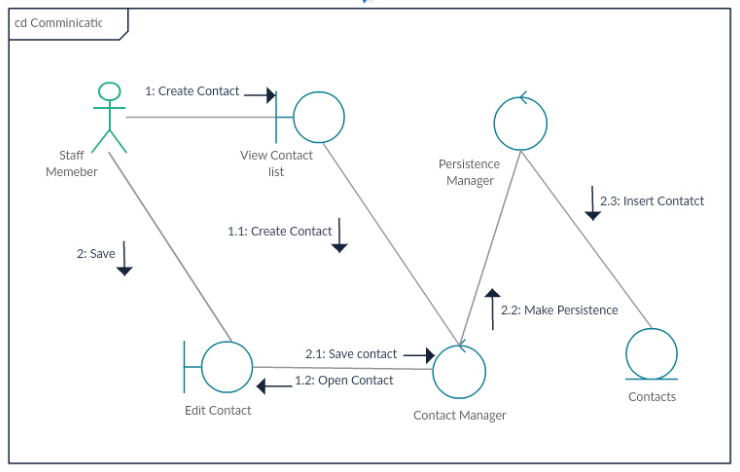 cd Comminicatic
1: Create Contact
Staff
Memeber
View Contact
list
Persistence
Manager
2.3: Insert Contatct
1.1: Create Contact
2: Save
2.2: Make Persistence
2.1: Save contact
1.2: Open Contact
Edit Contact
Contact Manager
Contacts